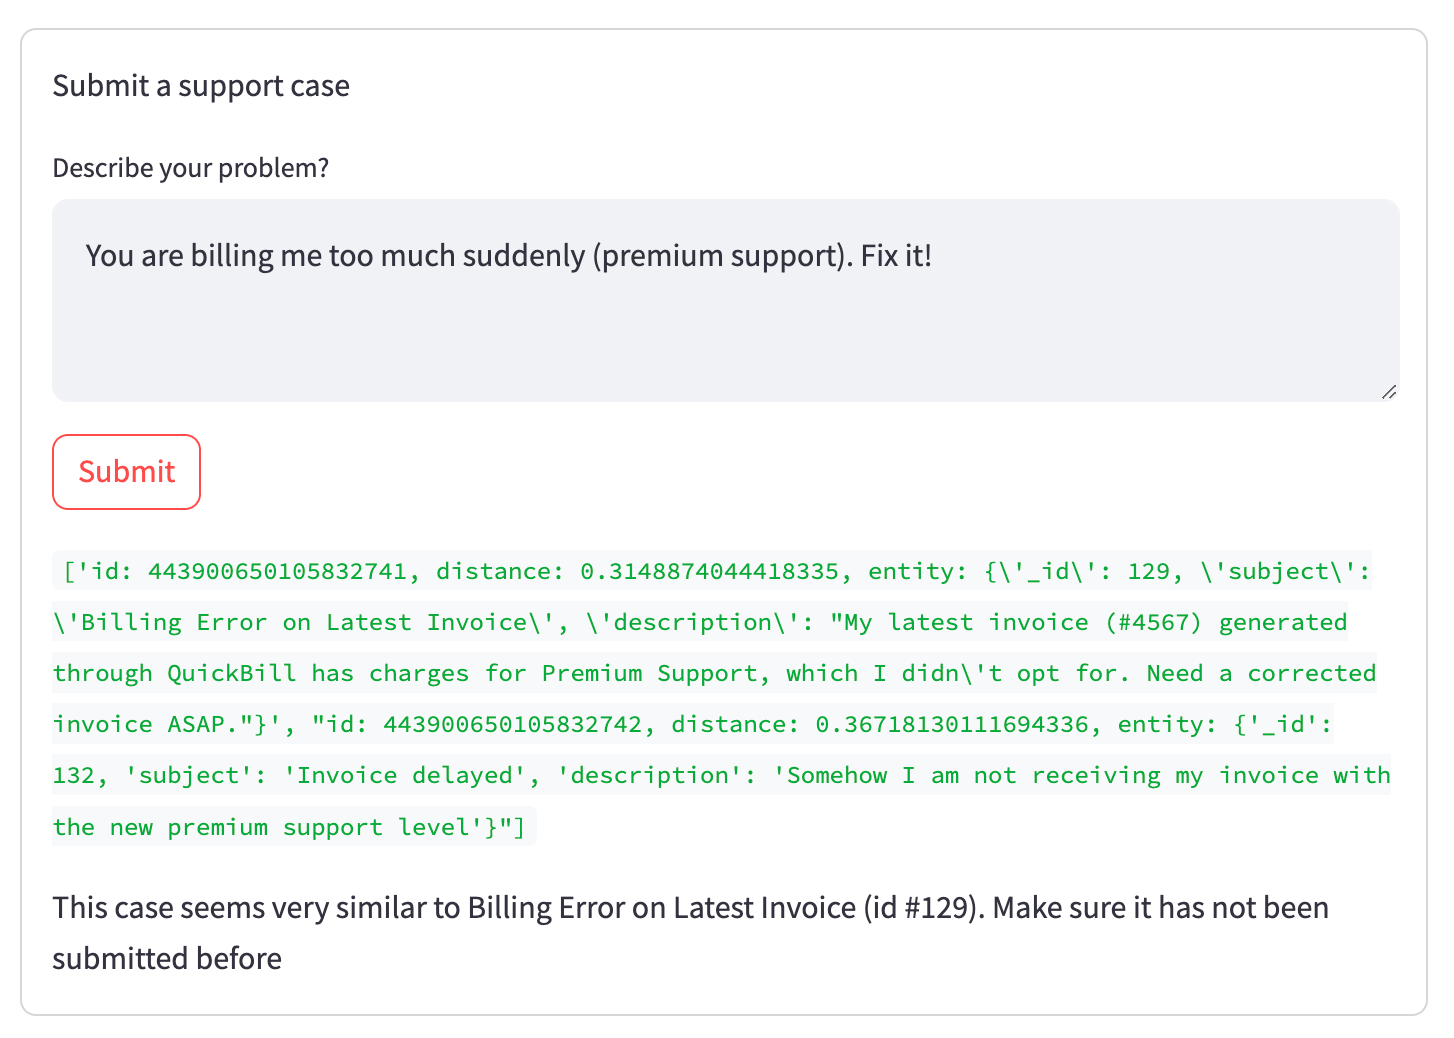 Submit a support case
Describe your problem?
You are billing me too much suddenly (premium support). Fix it!
Submit
['id: 443900650105832741, distance: 0.3148874044418335, entity: {\'_id\': 129, \'subject\':
\'Billing Error on Latest Invoice\', \'description\': "My latest invoice (#4567) generated
through QuickBill has charges for Premium Support, which I didn\'t opt for. Need a corrected
invoice ASAP."}', "id: 443900650105832742, distance: 0.36718130111694336, entity: {'_id':
132, 'subject': 'Invoice delayed', 'description': 'Somehow I am not receiving my invoice with
the new premium support level'}"]
This case seems very similar to Billing Error on Latest Invoice (id #129). Make sure it has not been
submitted before